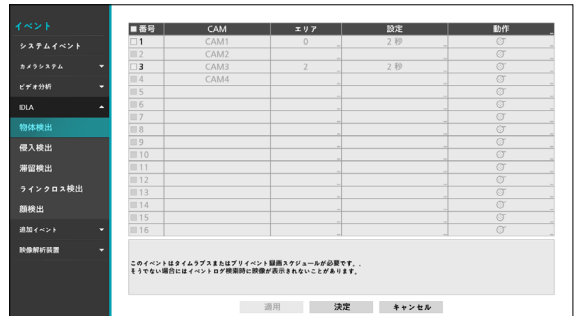 イベント
システムイベント
カメラシステム
ビデオ分析
IDLA
物体検出
侵入検出
滞留検出
ラインクロス検出
顔検出
追加イベント
映像解析装置
番号 CAM エリア 設定 動作
1 CAM1 0 2 秒
2 CAM2
3 CAM3 2 2 秒
4 CAM4
5
6
7
8
9
10
11
12
13
14
15
16
このイベントはタイムラプスまたはプリイベント録画スケジュールが必要です。.
そうでない場合にはイベントログ検索時に映像が表示されないことがあります。
適用 決定 キャンセル